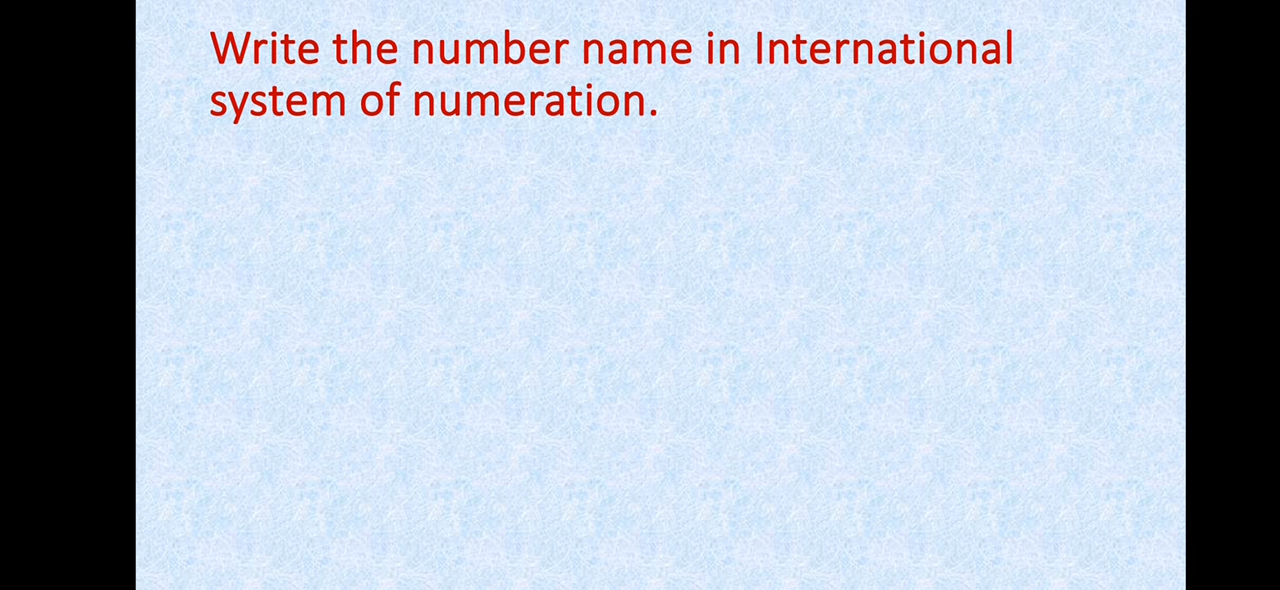 Write the number name in International
system of numeration.